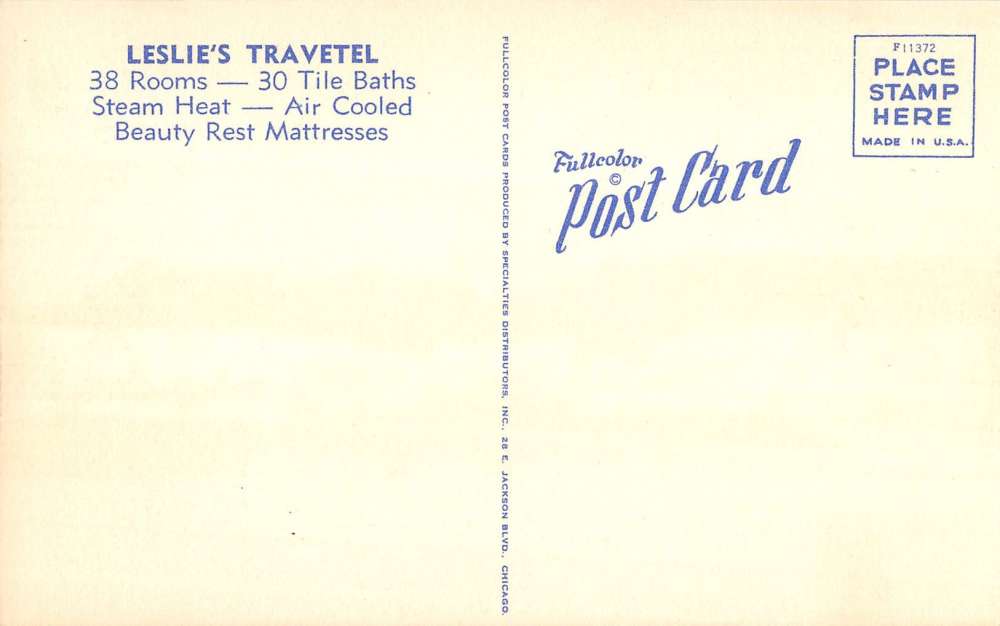 LESLIE'S TRAVETEL
38 Rooms — 30 Tile Baths
Steam Heat — Air Cooled
Beauty Rest Mattresses
FULLCOLOR POST CARDS PRODUCED BY SPECIALTIES DISTRIBUTORS, INC., 28 E. JACKSON BLVD., CHICAGO.
Fullcolor
©
Post Card
F11372
PLACE
STAMP
HERE
MADE IN U.S.A.